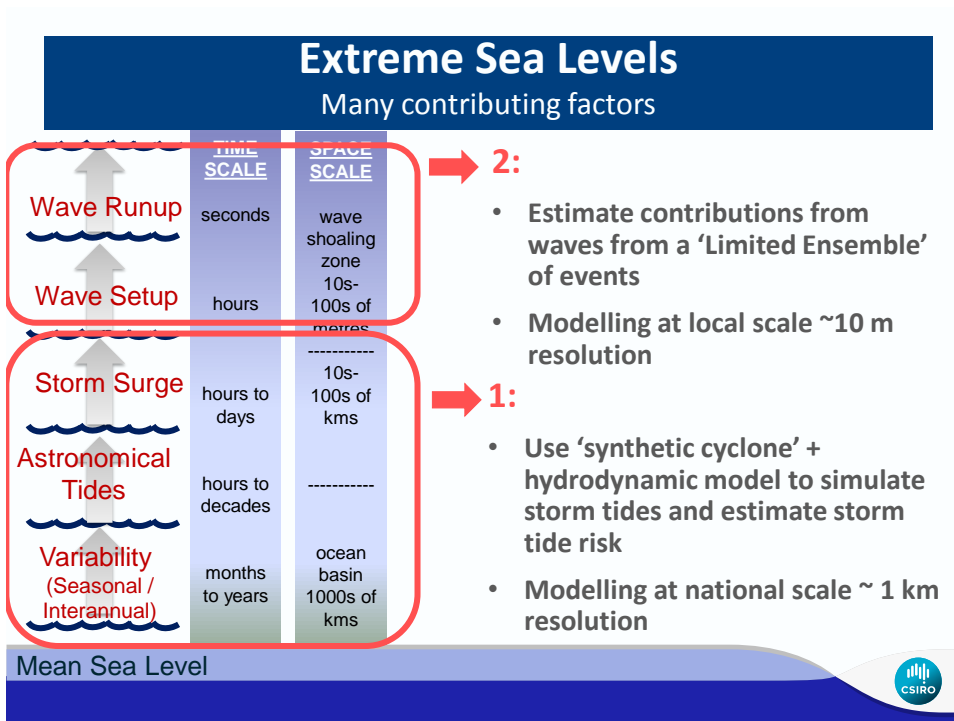 Extreme Sea Levels
Many contributing factors
TIME
SCALE
SPACE
SCALE
Wave Runup
seconds
wave
shoaling
zone
10s-
100s of
metres
Wave Setup
hours
-----------
Storm Surge
hours to
days
10s-
100s of
kms
Astronomical
Tides
hours to
decades
-----------
Variability
(Seasonal /
Interannual)
months
to years
ocean
basin
1000s of
kms
Mean Sea Level
2:
• Estimate contributions from
waves from a ‘Limited Ensemble’
of events
• Modelling at local scale ~10 m
resolution
1:
• Use ‘synthetic cyclone’ +
hydrodynamic model to simulate
storm tides and estimate storm
tide risk
• Modelling at national scale ~ 1 km
resolution
CSIRO